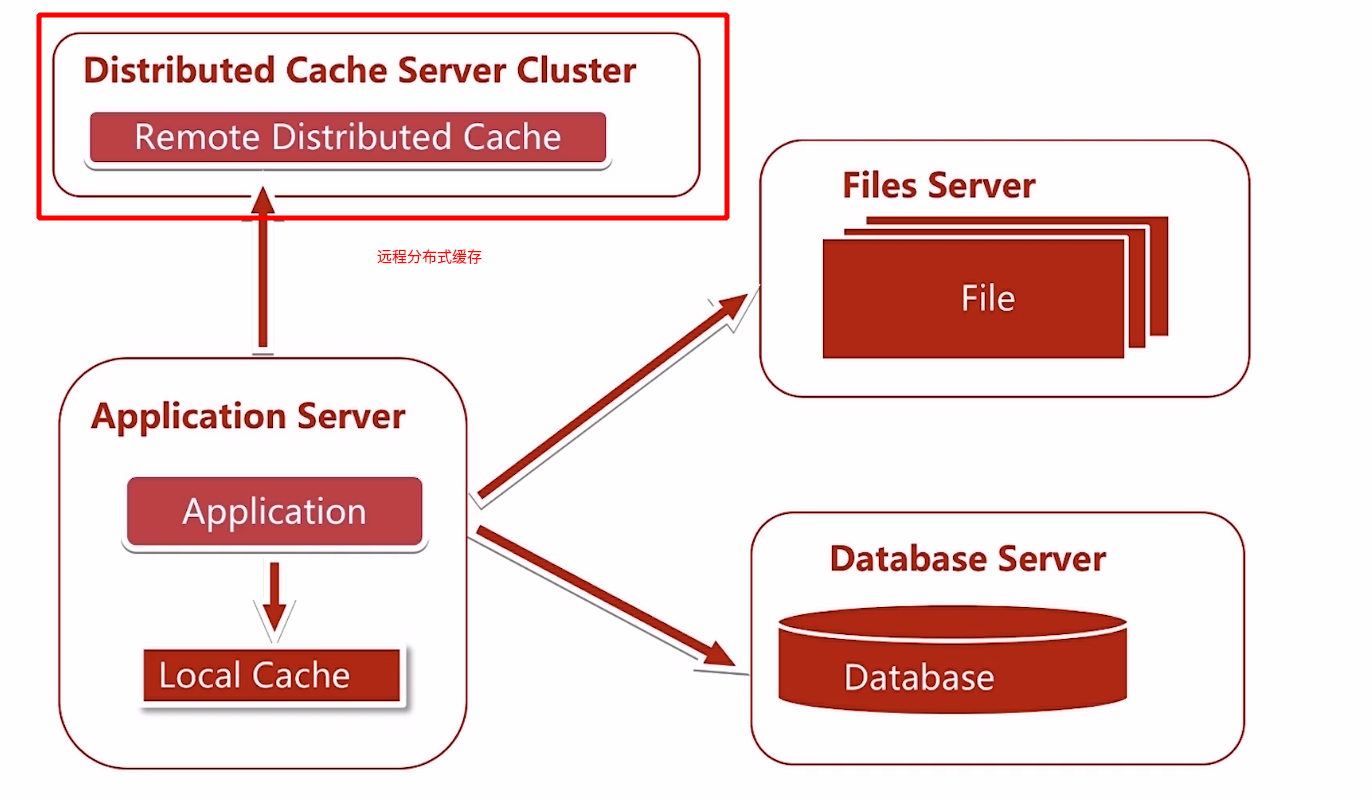 Distributed Cache Server Cluster
Remote Distributed Cache
远程分布式缓存
Files Server
File
Application Server
Application
Local Cache
Database Server
Database